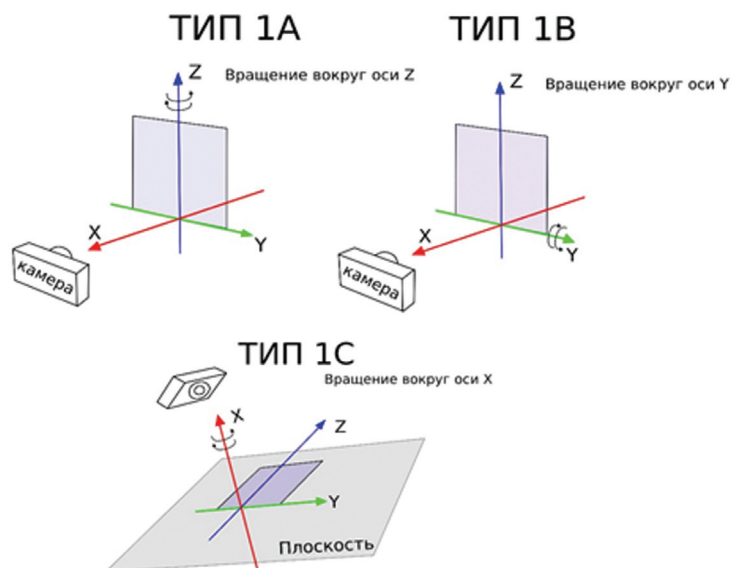 ТИП 1А
Z
Вращение вокруг оси Z
X
Y
камера
ТИП 1В
Z
Вращение вокруг оси Y
X
Y
камера
ТИП 1С
Вращение вокруг оси X
X
Z
Y
Плоскость